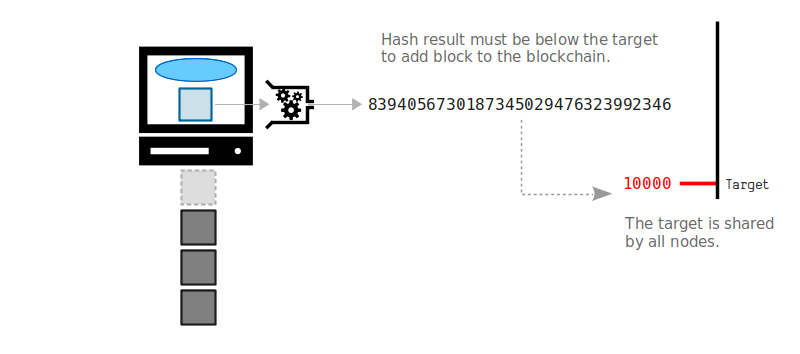 Hash result must be below the target
to add block to the blockchain.
8394056730187345029476323992346
10000
Target
The target is shared
by all nodes.